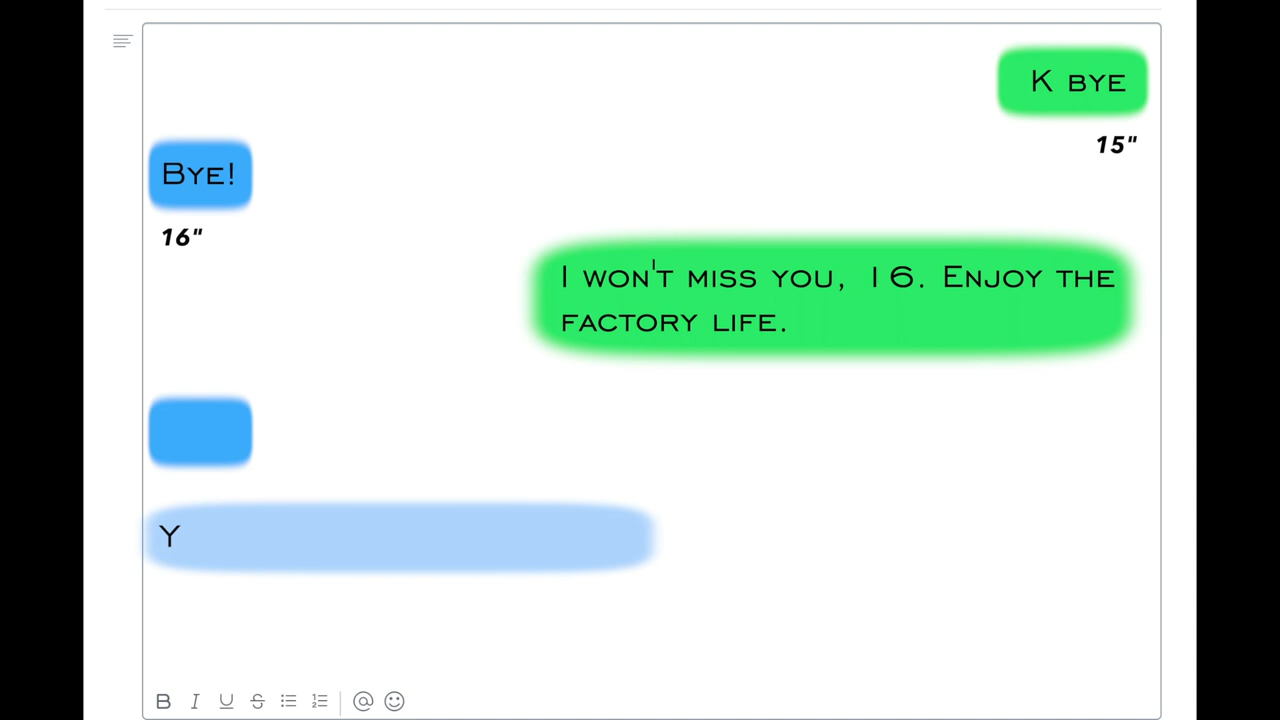 K bye
15"
Bye!
16"
I won't miss you, 16. Enjoy the
factory life.
Y
B I U S @